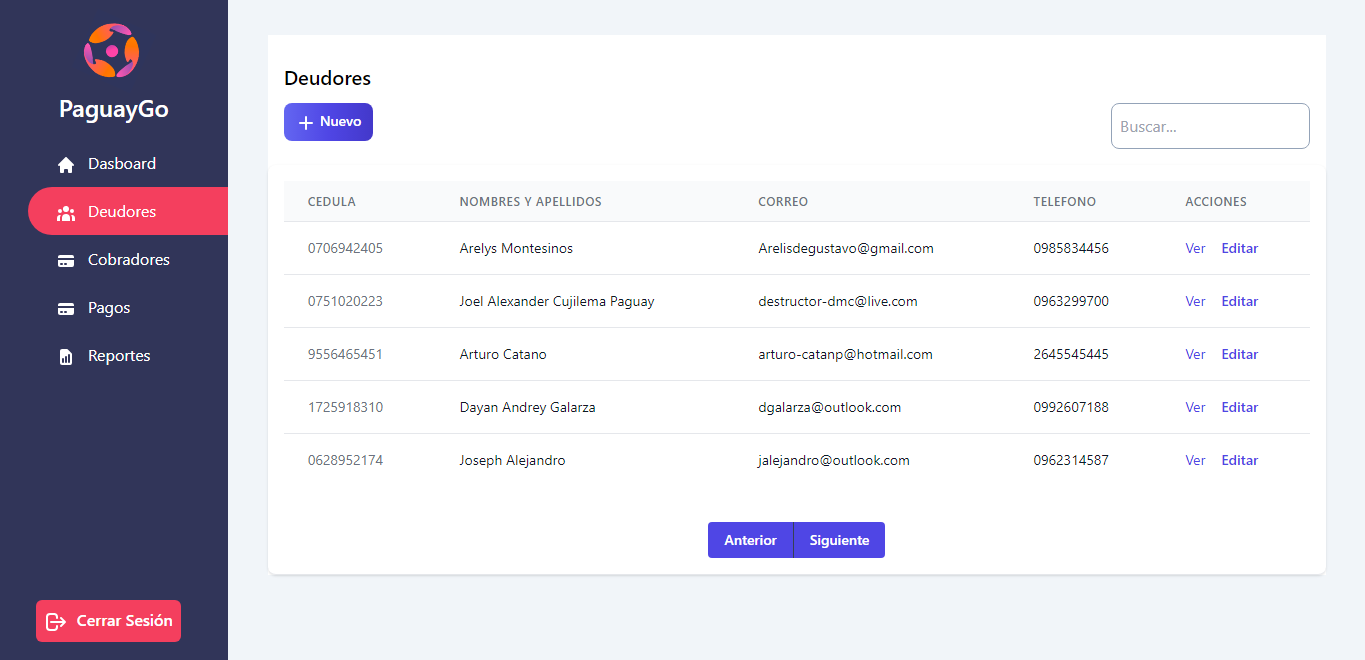 PaguayGo
Dasboard
Deudores
Cobradores
Pagos
Reportes
Cerrar Sesión
Deudores
Nuevo
Buscar...
CEDULA NOMBRES Y APELLIDOS CORREO TELEFONO ACCIONES
0706942405 Arelys Montesinos Arelisdegustavo@gmail.com 0985834456 Ver Editar
0751020223 Joel Alexander Cujilema Paguay destructor-dmc@live.com 0963299700 Ver Editar
9556465451 Arturo Catano arturo-catanp@hotmail.com 2645545445 Ver Editar
1725918310 Dayan Andrey Galarza dgalarza@outlook.com 0992607188 Ver Editar
0628952174 Joseph Alejandro jalejandro@outlook.com 0962314587 Ver Editar
Anterior Siguiente